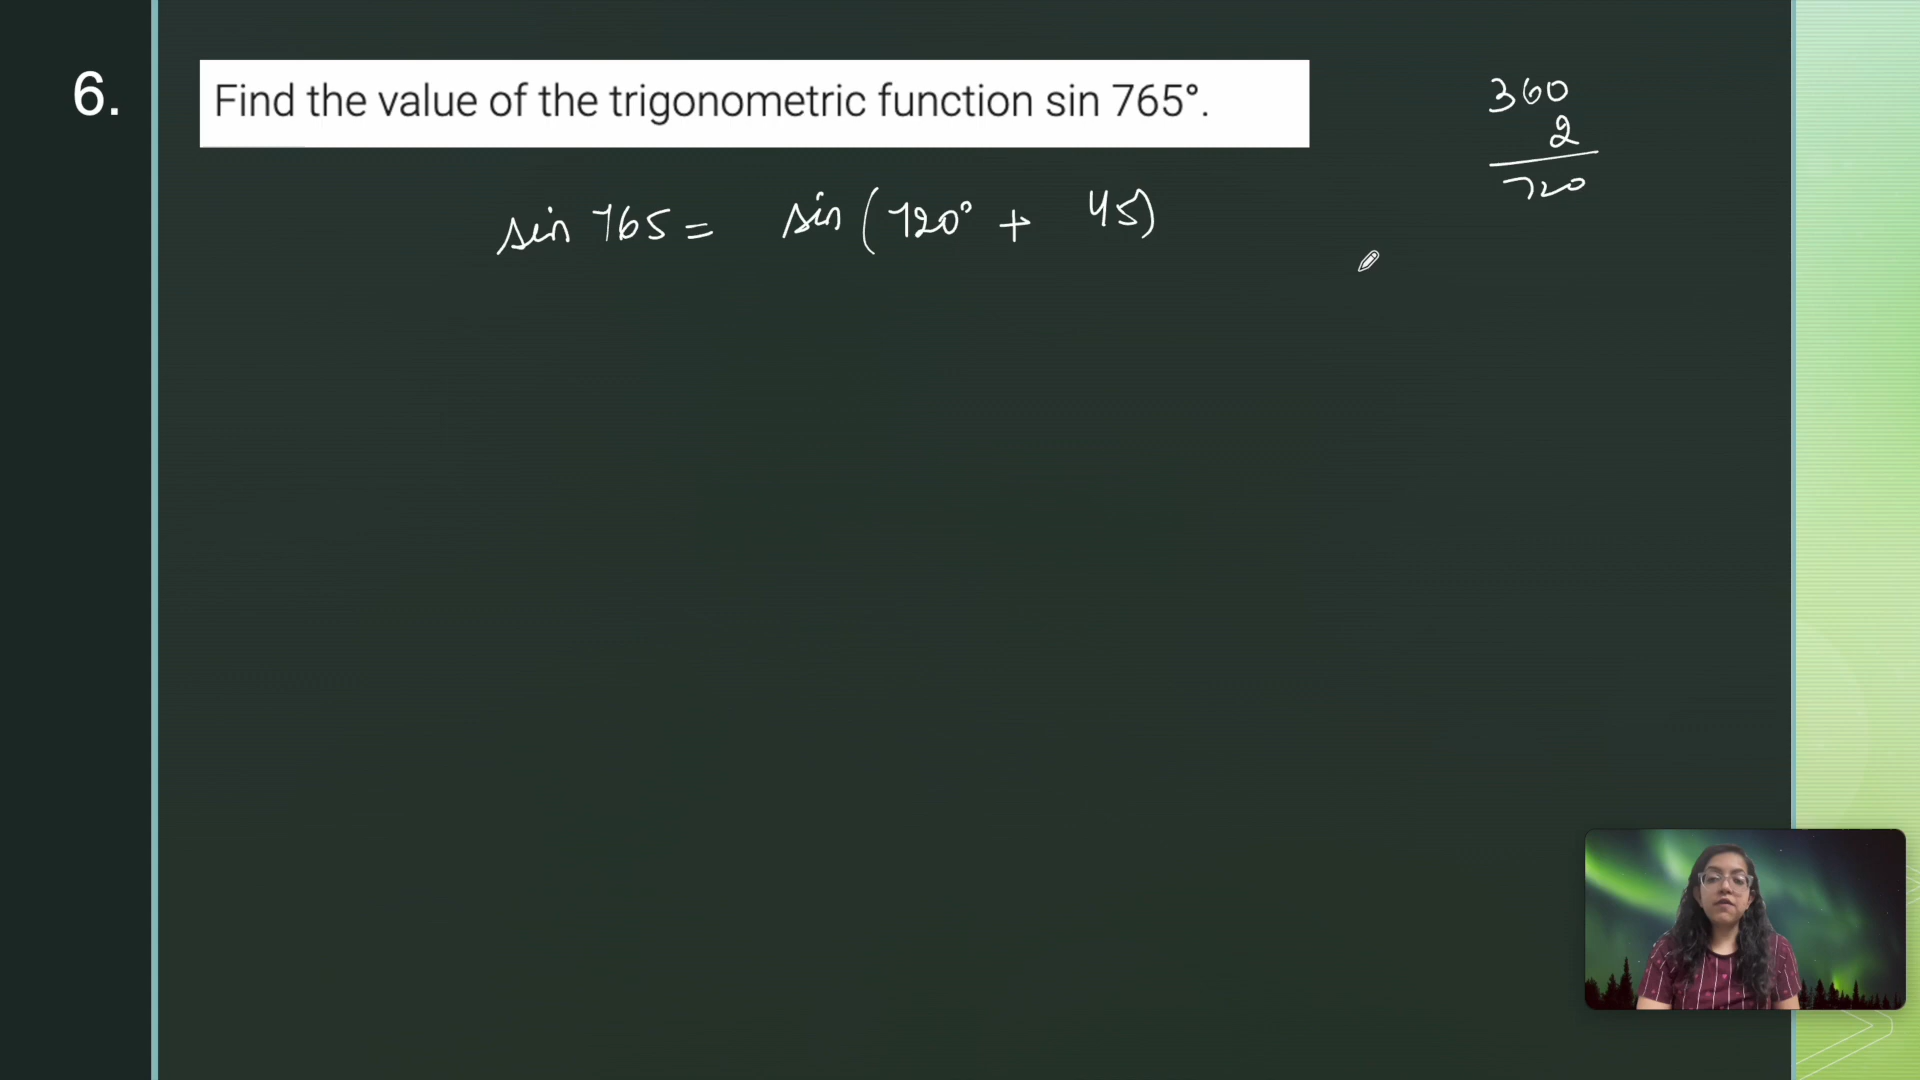 6.
Find the value of the trigonometric function sin 765°.
360
2
720
sin 765 = sin (720° + 45)